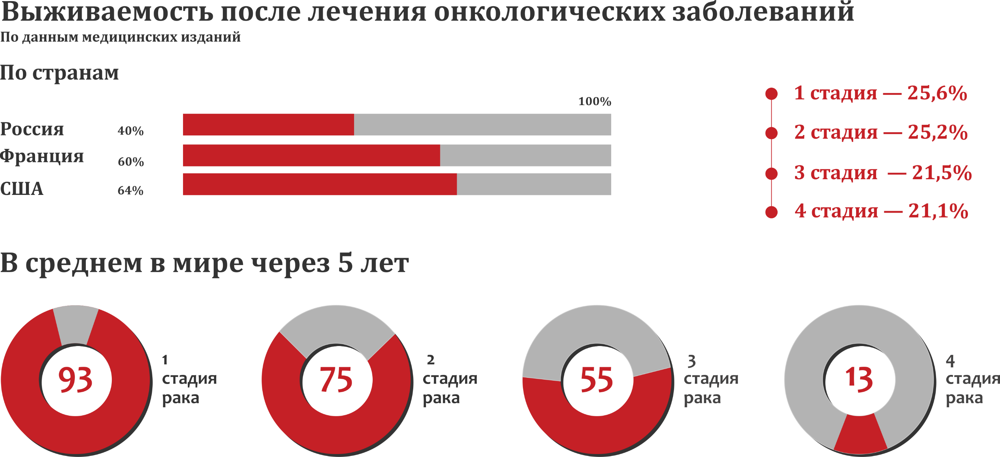 Выживаемость после лечения онкологических заболеваний
По данным медицинских изданий
По странам
100%
Россия 40%
Франция 60%
США 64%
1 стадия — 25,6%
2 стадия — 25,2%
3 стадия — 21,5%
4 стадия — 21,1%
В среднем в мире через 5 лет
93
1
стадия
рака
75
2
стадия
рака
55
3
стадия
рака
13
4
стадия
рака